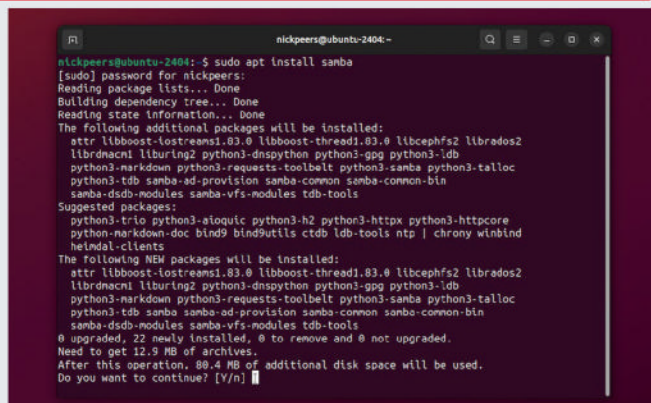 nickpeers@ubuntu-2404: ~
nickpeers@ubuntu-2404:~$ sudo apt install samba
[sudo] password for nickpeers:
Reading package lists... Done
Building dependency tree... Done
Reading state information... Done
The following additional packages will be installed:
attr libboost-iostreams1.83.0 libboost-thread1.83.0 libcephfs2 librados2
librdmacm1 liburing2 python3-dnspython python3-gpg python3-ldb
python3-markdown python3-requests-toolbelt python3-samba python3-talloc
python3-tdb samba-ad-provision samba-common samba-common-bin
samba-dsdb-modules samba-vfs-modules tdb-tools
Suggested packages:
python3-trio python3-aioquic python3-h2 python3-httpx python3-httpcore
python-markdown-doc bind9 bind9utils ctdb ldb-tools ntp | chrony winbind
heimdal-clients
The following NEW packages will be installed:
attr libboost-iostreams1.83.0 libboost-thread1.83.0 libcephfs2 librados2
librdmacm1 liburing2 python3-dnspython python3-gpg python3-ldb
python3-markdown python3-requests-toolbelt python3-samba python3-talloc
python3-tdb samba samba-ad-provision samba-common samba-common-bin
samba-dsdb-modules samba-vfs-modules tdb-tools
0 upgraded, 22 newly installed, 0 to remove and 0 not upgraded.
Need to get 12.9 MB of archives.
After this operation, 80.4 MB of additional disk space will be used.
Do you want to continue? [Y/n]